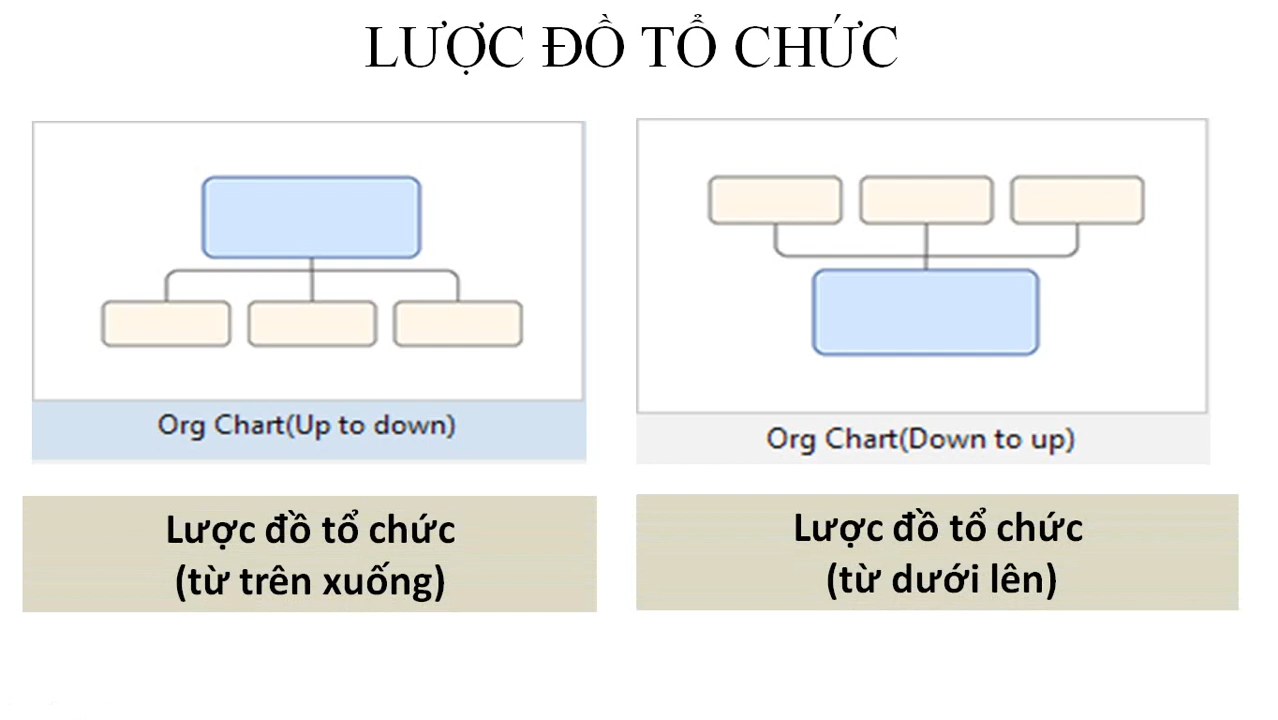 LƯỢC ĐỒ TỔ CHỨC
Org Chart(Up to down)
Org Chart(Down to up)
Lược đồ tổ chức
(từ trên xuống)
Lược đồ tổ chức
(từ dưới lên)